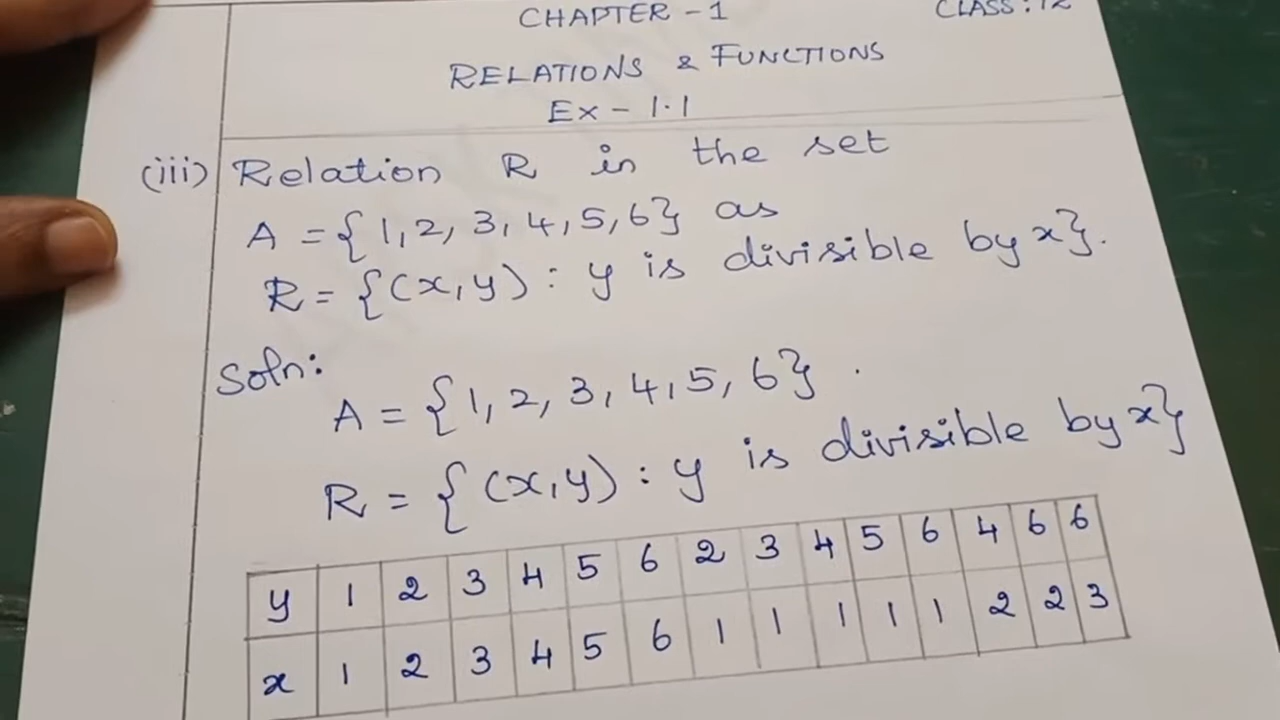 CHAPTER - 1 CLASS: 12
RELATIONS & FUNCTIONS
Ex - 1.1
(iii) Relation R in the set
A = {1, 2, 3, 4, 5, 6} as
R = {(x, y) : y is divisible by x}.
Soln:
A = {1, 2, 3, 4, 5, 6}.
R = {(x, y) : y is divisible by x}
y 1 2 3 4 5 6 2 3 4 5 6 4 6 6
x 1 2 3 4 5 6 1 1 1 1 1 2 2 3